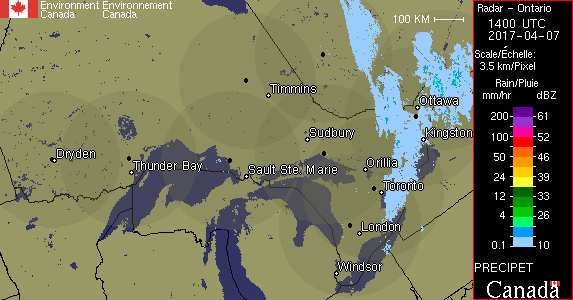 Environment Environnement
Canada Canada
100 KM
Timmins
Ottawa
Sudbury
Kingston
Dryden
Thunder Bay
Sault Ste. Marie
Orillia
Toronto
London
Windsor
Radar - Ontario
1400 UTC
2017-04-07
Scale/Échelle:
3.5 km/Pixel
Rain/Pluie
mm/hr dBZ
200 61
100 52
50 46
24 39
12 33
4 26
0.1 10
PRECIPET
Canada